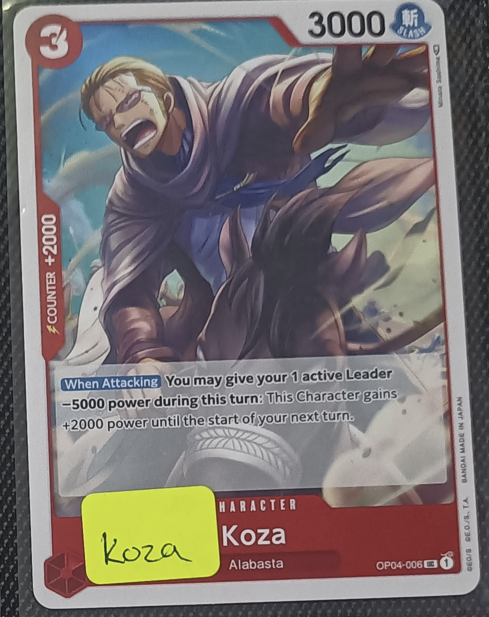 3
3000
斬
SLASH
COUNTER +2000
When Attacking You may give your 1 active Leader
−5000 power during this turn: This Character gains
+2000 power until the start of your next turn.
HARACTER
Koza
Alabasta
Koza
OP04-006 UC 1
©E.O./S. ©E.O./S., T.A. BANDAI MADE IN JAPAN